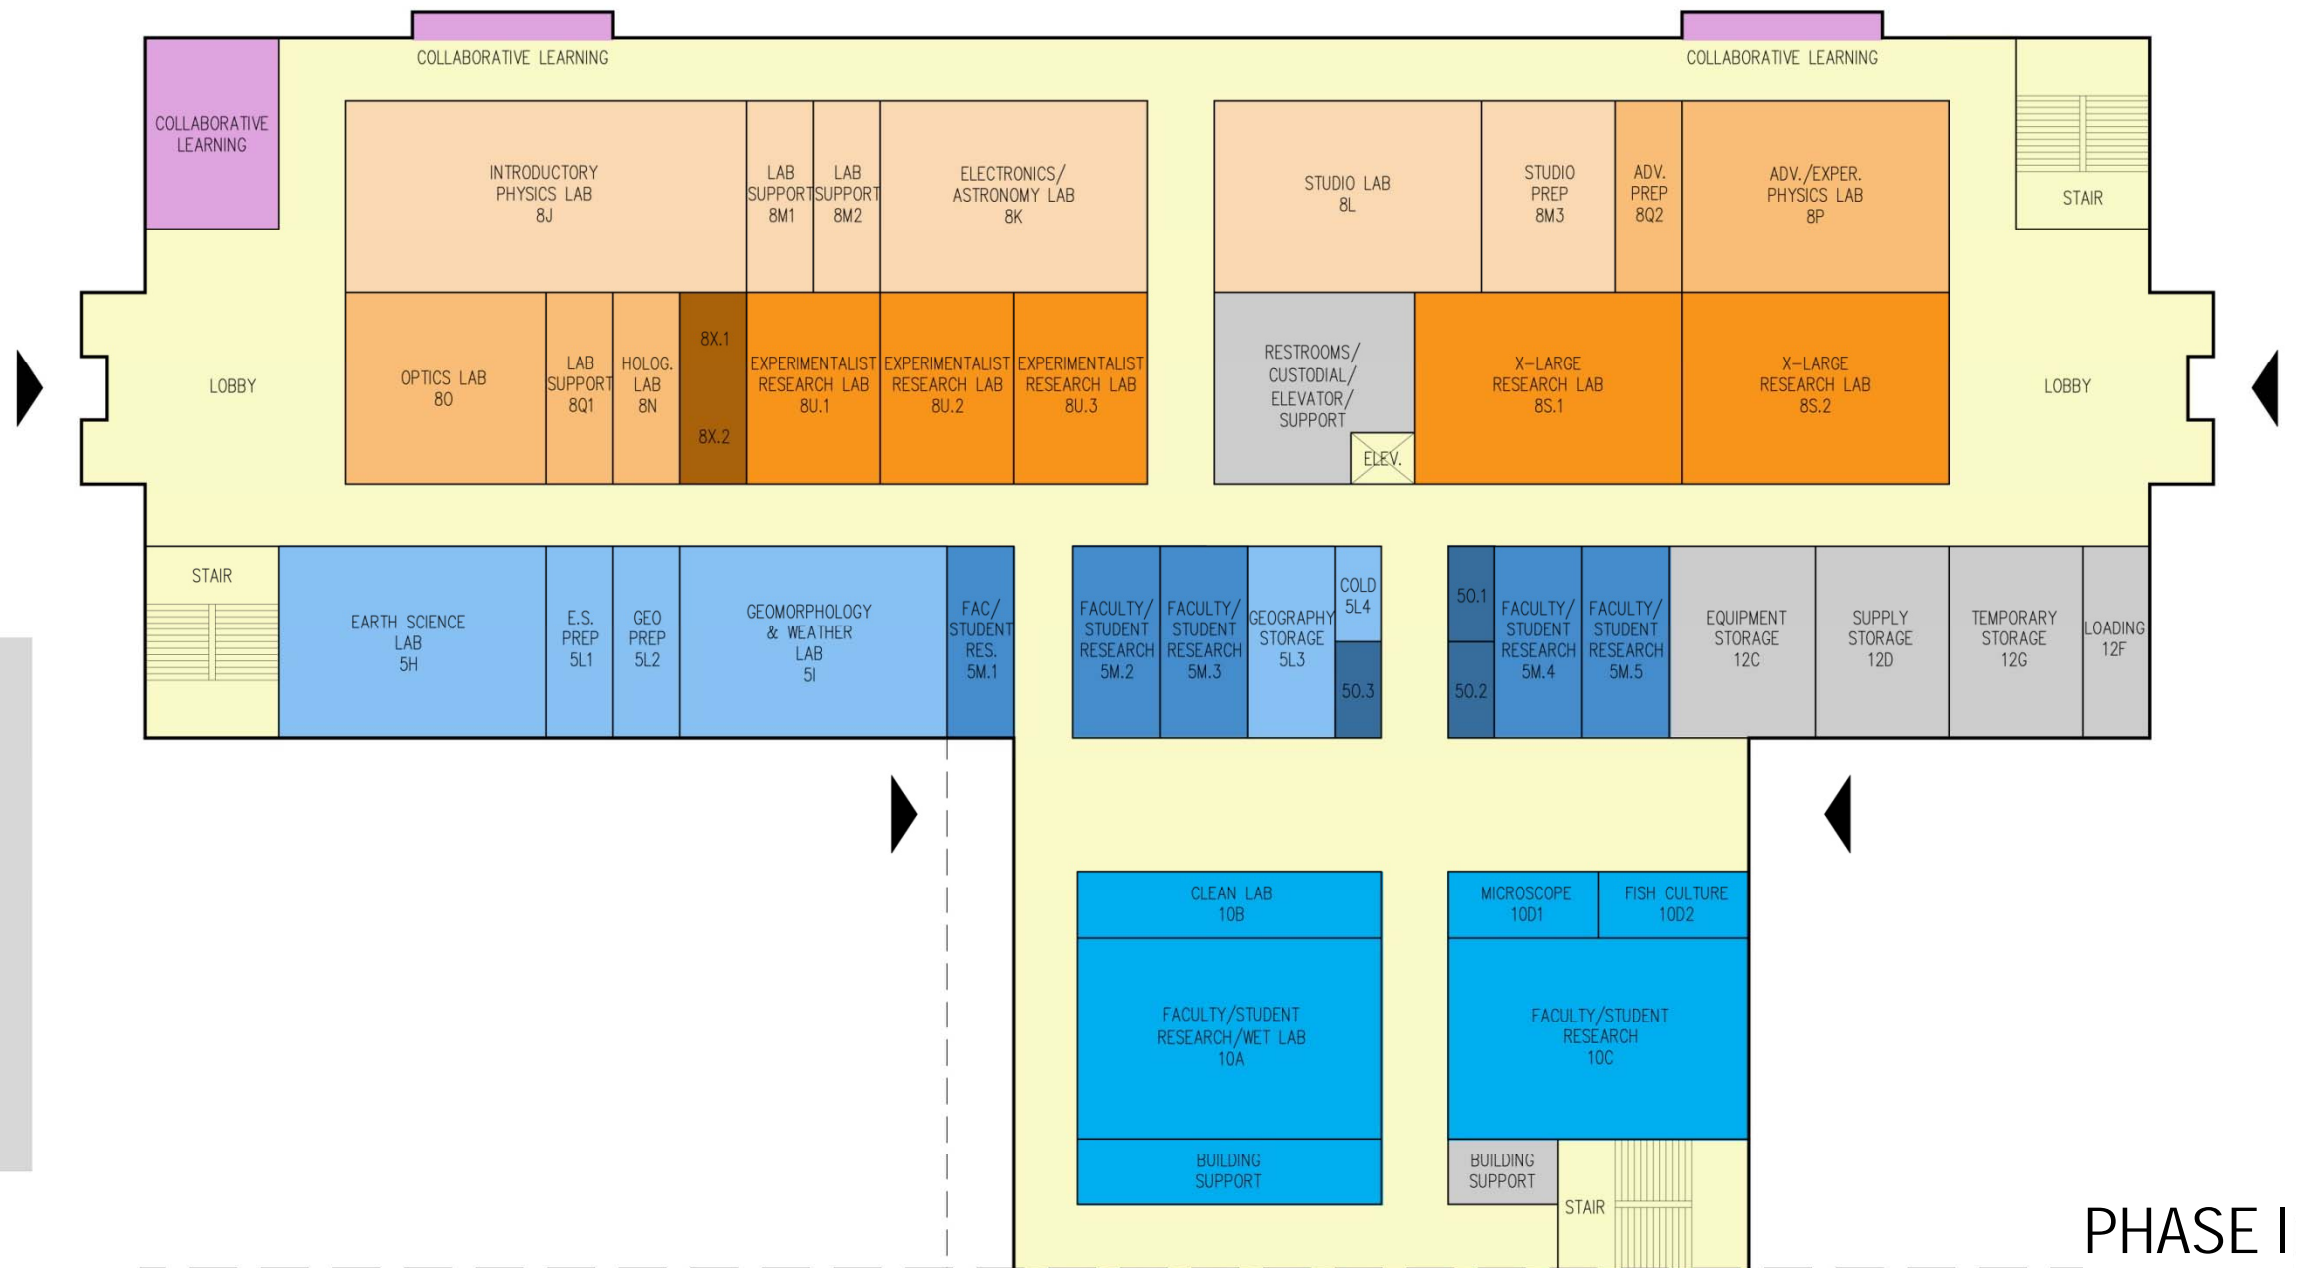 COLLABORATIVE LEARNING
COLLABORATIVE LEARNING
COLLABORATIVE
LEARNING
INTRODUCTORY
PHYSICS LAB
8J
LAB
SUPPORT
8M1
LAB
SUPPORT
8M2
ELECTRONICS/
ASTRONOMY LAB
8K
STUDIO LAB
8L
STUDIO
PREP
8M3
ADV.
PREP
8Q2
ADV./EXPER.
PHYSICS LAB
8P
STAIR
LOBBY
OPTICS LAB
8O
LAB
SUPPORT
8Q1
HOLOG.
LAB
8N
8X.1
8X.2
EXPERIMENTALIST
RESEARCH LAB
8U.1
EXPERIMENTALIST
RESEARCH LAB
8U.2
EXPERIMENTALIST
RESEARCH LAB
8U.3
RESTROOMS/
CUSTODIAL/
ELEVATOR/
SUPPORT
ELEV.
X-LARGE
RESEARCH LAB
8S.1
X-LARGE
RESEARCH LAB
8S.2
LOBBY
STAIR
EARTH SCIENCE
LAB
5H
E.S.
PREP
5L1
GEO
PREP
5L2
GEOMORPHOLOGY
& WEATHER
LAB
5I
FAC/
STUDENT
RES.
5M.1
FACULTY/
STUDENT
RESEARCH
5M.2
FACULTY/
STUDENT
RESEARCH
5M.3
GEOGRAPHY
STORAGE
5L3
COLD
5L4
5O.3
5O.1
5O.2
FACULTY/
STUDENT
RESEARCH
5M.4
FACULTY/
STUDENT
RESEARCH
5M.5
EQUIPMENT
STORAGE
12C
SUPPLY
STORAGE
12D
TEMPORARY
STORAGE
12G
LOADING
12F
CLEAN LAB
10B
MICROSCOPE
10D1
FISH CULTURE
10D2
FACULTY/STUDENT
RESEARCH/WET LAB
10A
FACULTY/STUDENT
RESEARCH
10C
BUILDING
SUPPORT
BUILDING
SUPPORT
STAIR
PHASE I